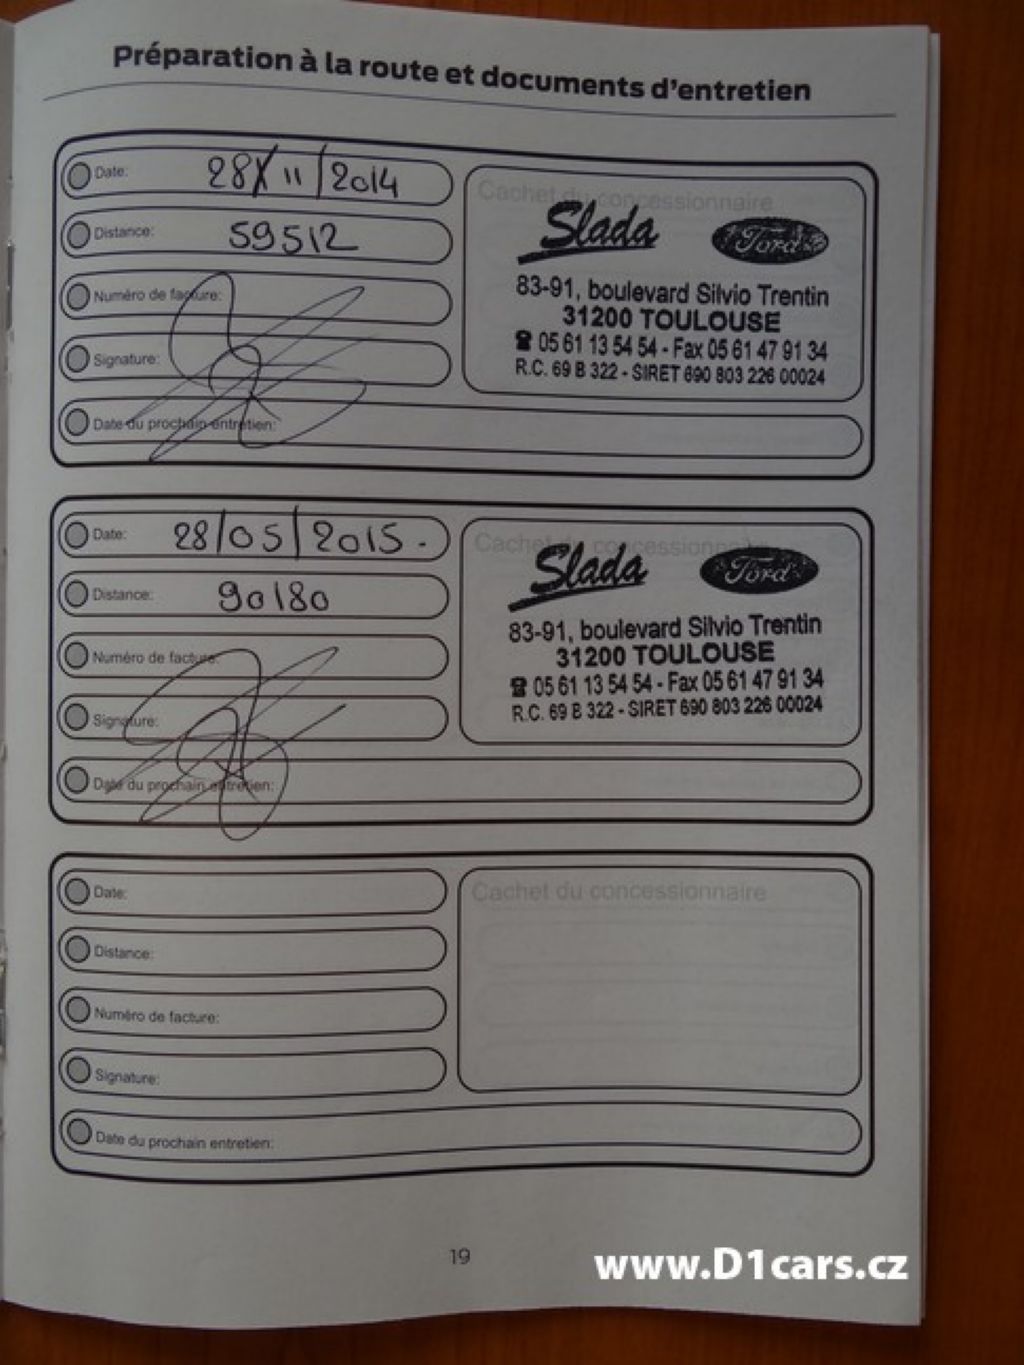 Préparation à la route et documents d'entretien
Date: 28/11/2014
Distance: 59512
Numéro de facture:
Signature:
Date du prochain entretien:
Cachet du concessionnaire
Slada Ford
83-91, boulevard Silvio Trentin
31200 TOULOUSE
☎ 05 61 13 54 54 - Fax 05 61 47 91 34
R.C. 69 B 322 - SIRET 690 803 226 00024
Date: 28/05/2015.
Distance: 90180
Numéro de facture:
Signature:
Date du prochain entretien:
Cachet du concessionnaire
Slada Ford
83-91, boulevard Silvio Trentin
31200 TOULOUSE
☎ 05 61 13 54 54 - Fax 05 61 47 91 34
R.C. 69 B 322 - SIRET 690 803 226 00024
Date:
Distance:
Numéro de facture:
Signature:
Date du prochain entretien:
Cachet du concessionnaire
19
www.D1cars.cz